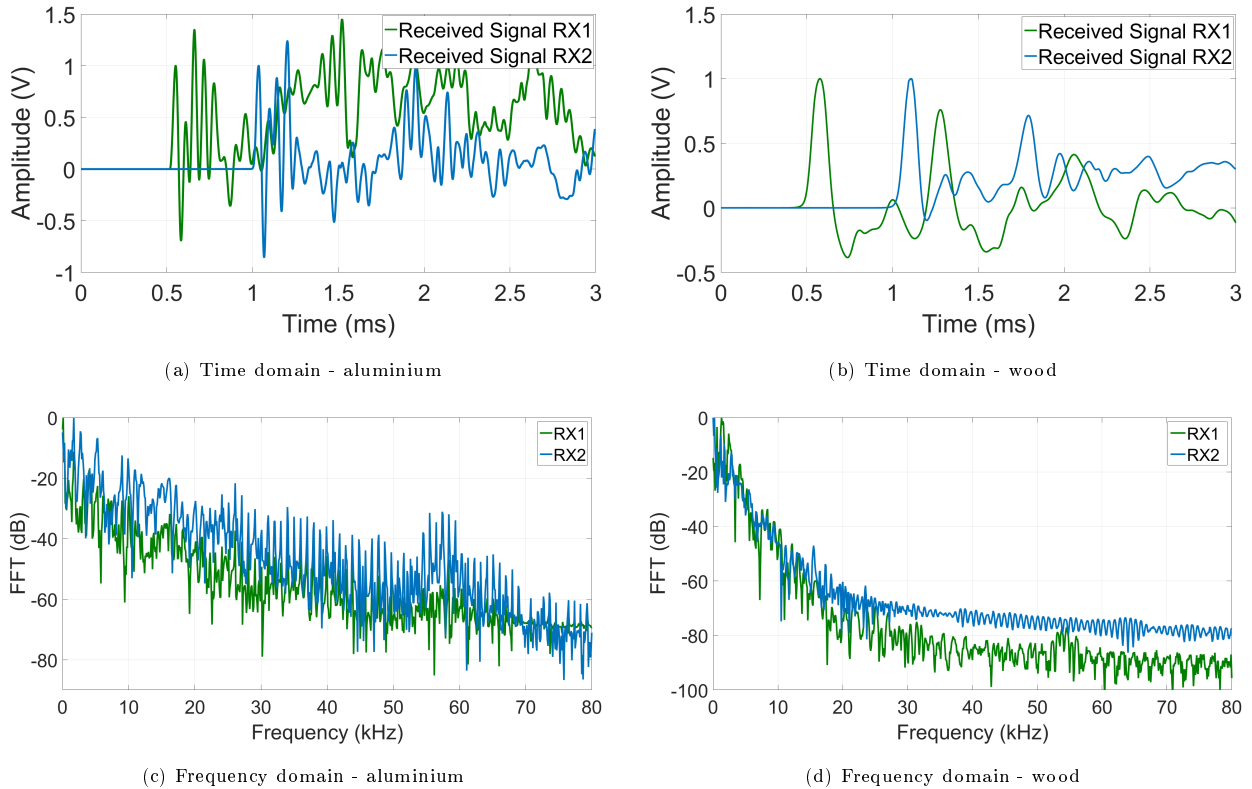 Amplitude (V)
1.5
1
0.5
0
-0.5
-1
Received Signal RX1
Received Signal RX2
0 0.5 1 1.5 2 2.5 3
Time (ms)
(a) Time domain - aluminium
Amplitude (V)
1.5
1
0.5
0
-0.5
Received Signal RX1
Received Signal RX2
0 0.5 1 1.5 2 2.5 3
Time (ms)
(b) Time domain - wood
FFT (dB)
0
-20
-40
-60
-80
RX1
RX2
0 10 20 30 40 50 60 70 80
Frequency (kHz)
(c) Frequency domain - aluminium
FFT (dB)
0
-20
-40
-60
-80
-100
RX1
RX2
0 10 20 30 40 50 60 70 80
Frequency (kHz)
(d) Frequency domain - wood